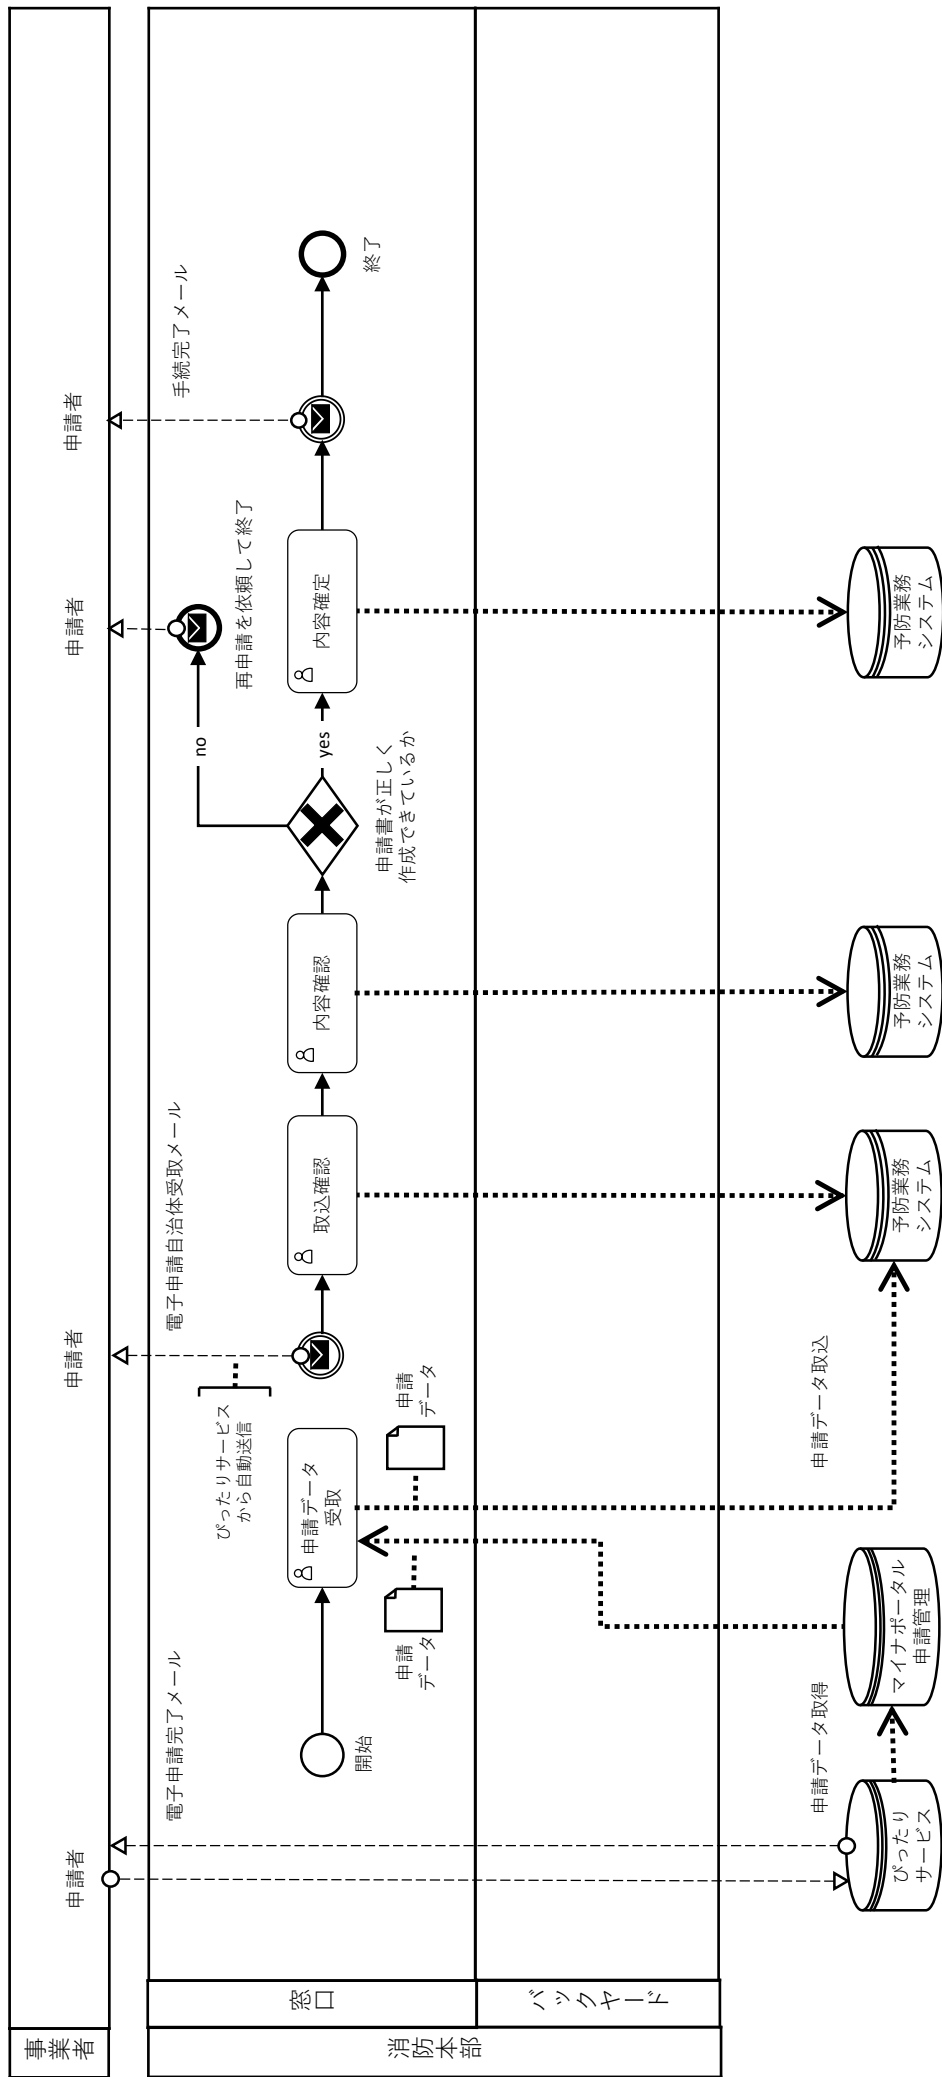 事業者
消防本部
窓口
バックヤード
申請者
申請者
申請者
申請者
電子申請完了メール
電子申請自治体受取メール
手続完了メール
ぴったりサービス
から自動送信
no
再申請を依頼して終了
開始
申請データ
受取
取込確認
内容確認
yes
内容確定
終了
申請書が正しく
作成できているか
申請
データ
申請
データ
申請データ取得
申請データ取込
ぴったり
サービス
マイナポータル
申請管理
予防業務
システム
予防業務
システム
予防業務
システム